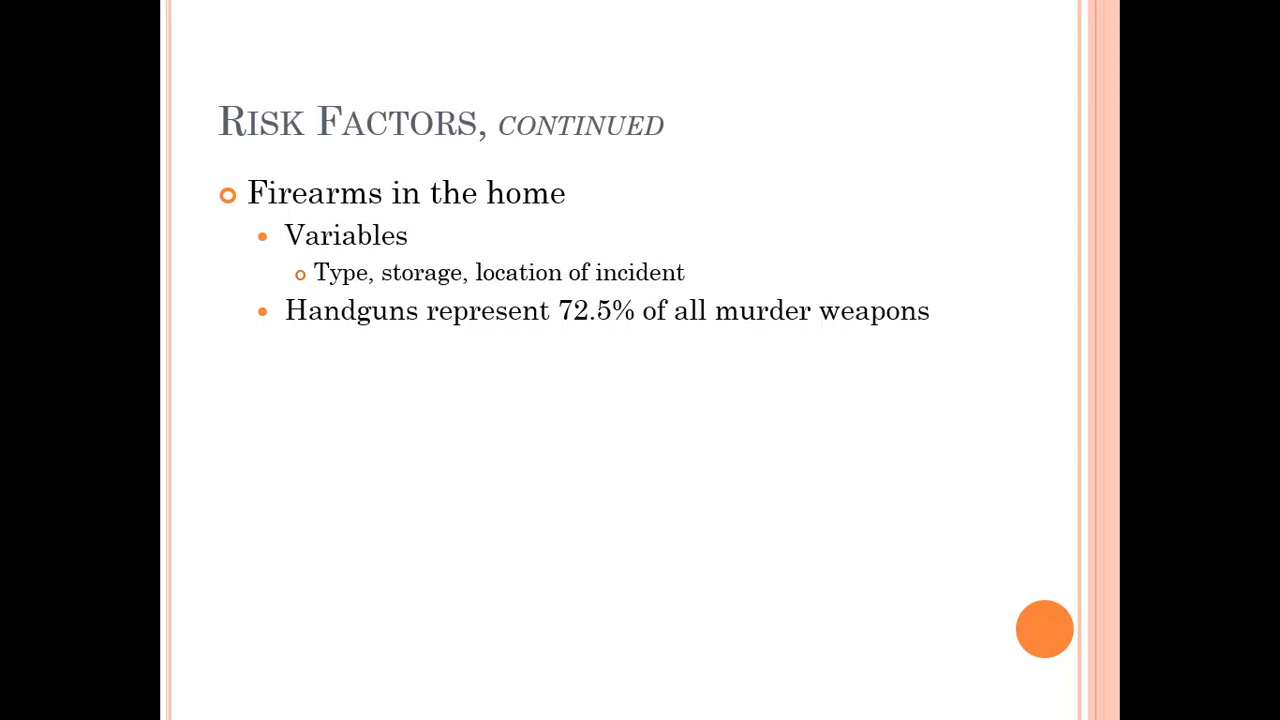 Risk Factors, continued
Firearms in the home
Variables
Type, storage, location of incident
Handguns represent 72.5% of all murder weapons